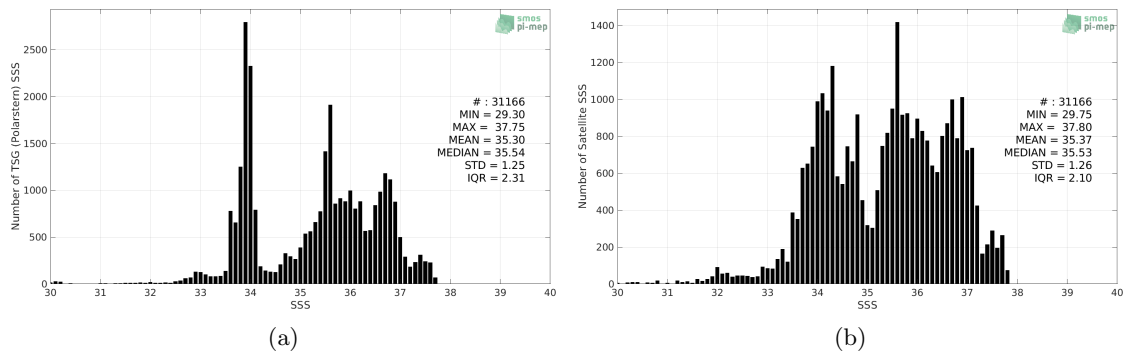 smos
pi-mep
Number of TSG (Polarstern) SSS
2500
2000
1500
1000
500
0
# : 31166
MIN = 29.30
MAX = 37.75
MEAN = 35.30
MEDIAN = 35.54
STD = 1.25
IQR = 2.31
30 31 32 33 34 35 36 37 38 39 40
SSS
(a)
smos
pi-mep
Number of Satellite SSS
1400
1200
1000
800
600
400
200
0
# : 31166
MIN = 29.75
MAX = 37.80
MEAN = 35.37
MEDIAN = 35.53
STD = 1.26
IQR = 2.10
30 31 32 33 34 35 36 37 38 39 40
SSS
(b)